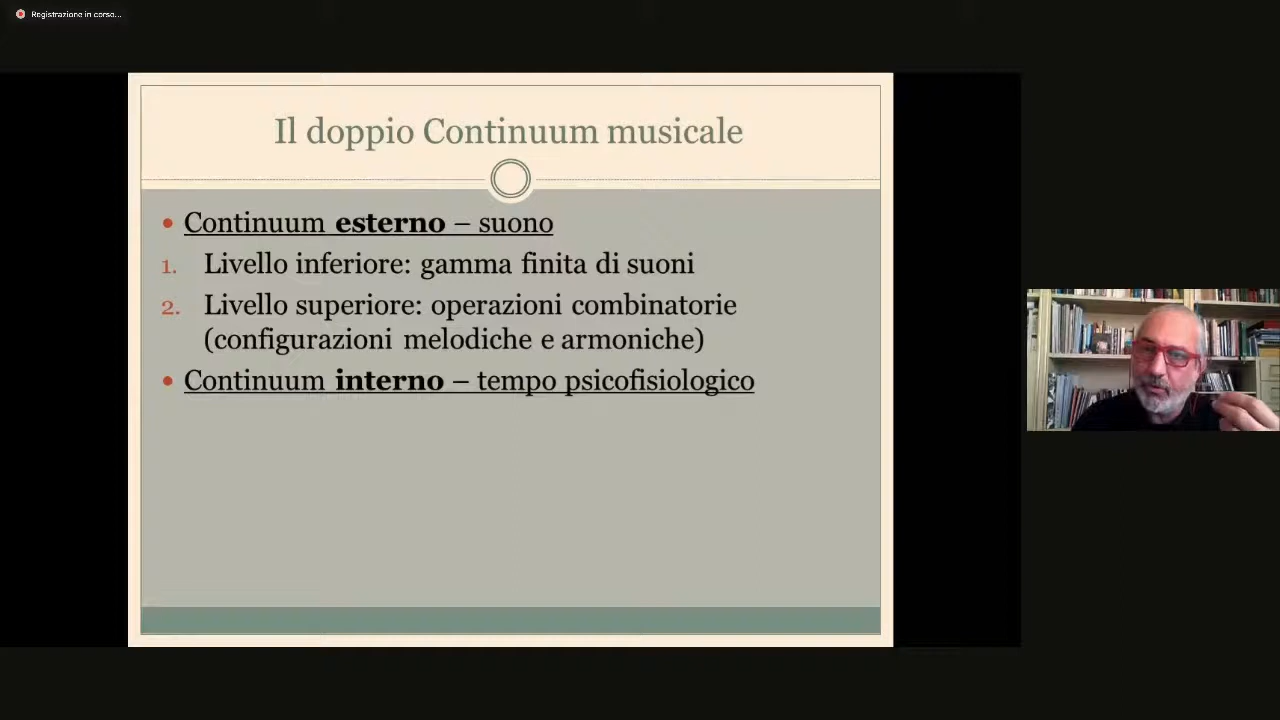 Registrazione in corso...
Il doppio Continuum musicale
• Continuum esterno – suono
1. Livello inferiore: gamma finita di suoni
2. Livello superiore: operazioni combinatorie
(configurazioni melodiche e armoniche)
• Continuum interno – tempo psicofisiologico